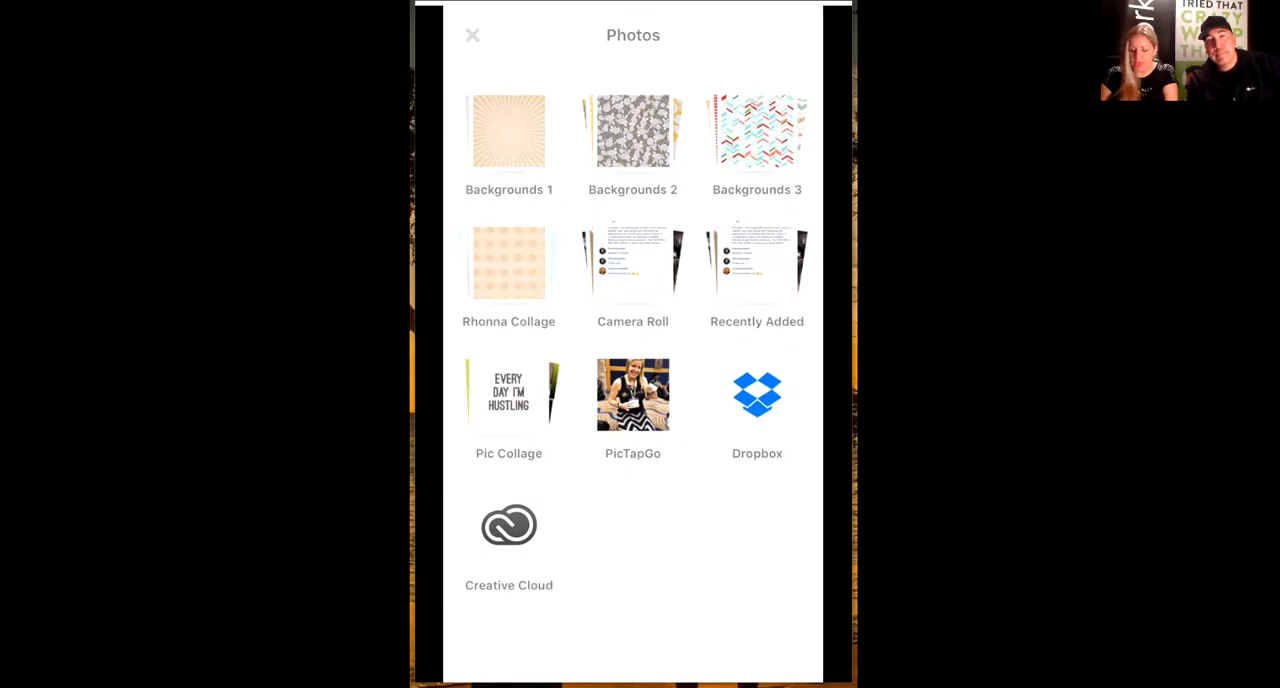 Photos
TRIED THAT
CRAZY
Backgrounds 1
Backgrounds 2
Backgrounds 3
Rhonna Collage
Camera Roll
Recently Added
EVERY
DAY I'M
HUSTLING
Pic Collage
PicTapGo
Dropbox
Creative Cloud